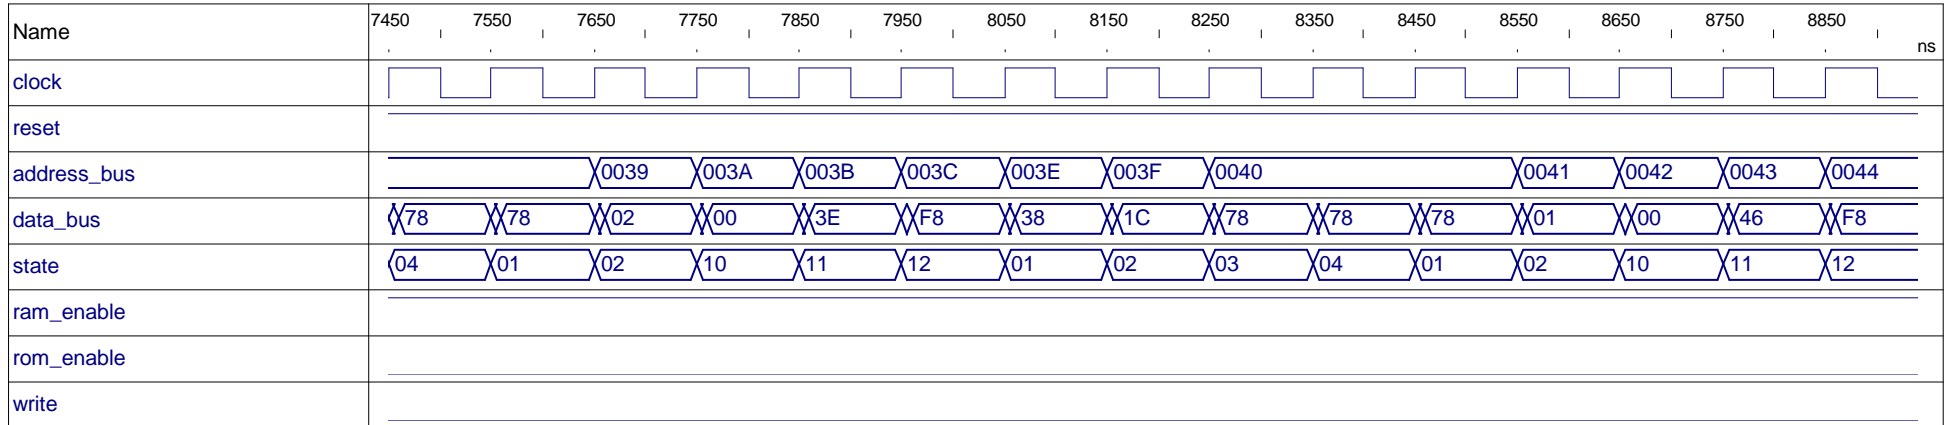 Name 7450 7550 7650 7750 7850 7950 8050 8150 8250 8350 8450 8550 8650 8750 8850
ns
clock
reset
address_bus 0039 003A 003B 003C 003E 003F 0040 0041 0042 0043 0044
data_bus 78 78 02 00 3E F8 38 1C 78 78 78 01 00 46 F8
state 04 01 02 10 11 12 01 02 03 04 01 02 10 11 12
ram_enable
rom_enable
write